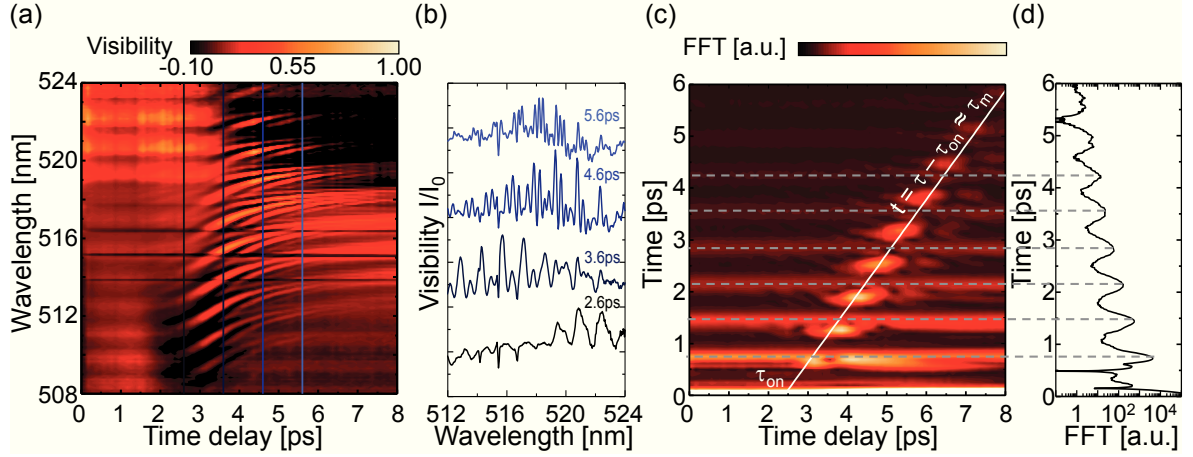 (a)
Visibility
-0.10 0.55 1.00
524
520
516
512
508
Wavelength [nm]
0 1 2 3 4 5 6 7 8
Time delay [ps]
(b)
5.6ps
4.6ps
3.6ps
2.6ps
Visibility I/I₀
512 516 520 524
Wavelength [nm]
(c)
FFT [a.u.]
6
5
4
3
2
1
0
Time [ps]
t = τ − τon ≈ τm
τon
0 1 2 3 4 5 6 7 8
Time delay [ps]
(d)
6
5
4
3
2
1
0
Time [ps]
1 10² 10⁴
FFT [a.u.]